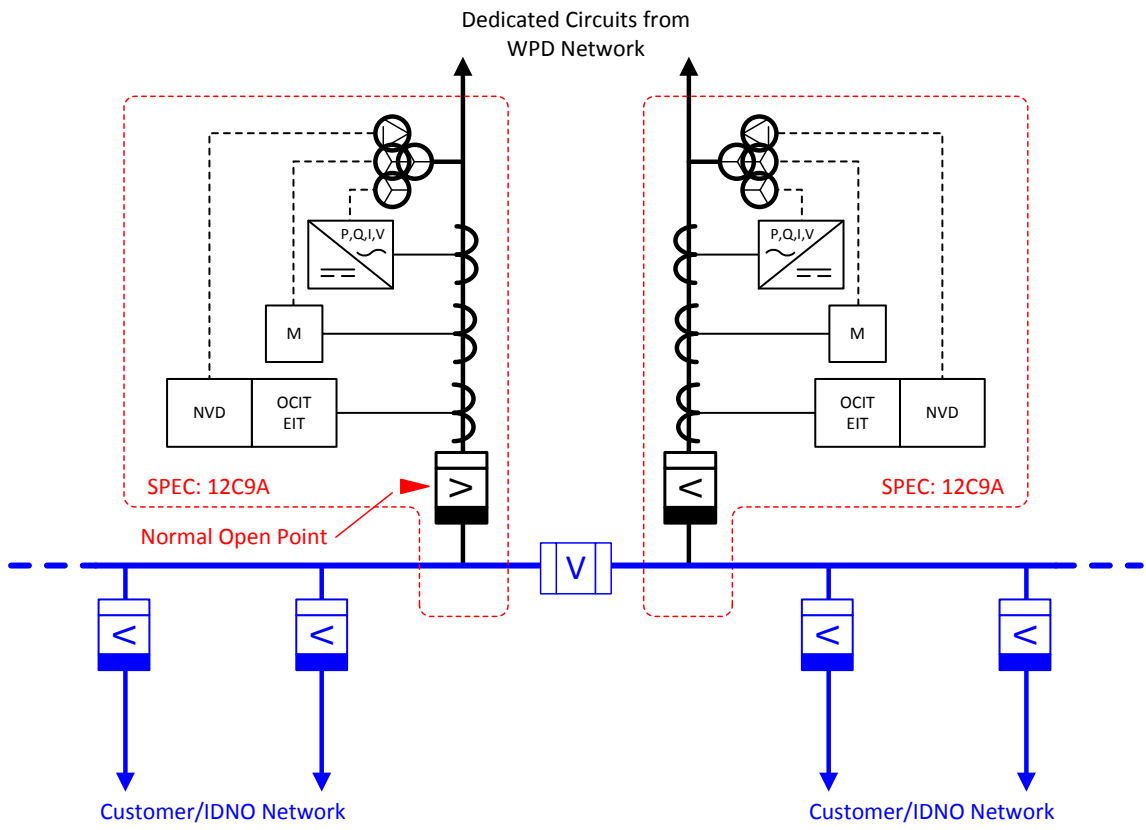 Dedicated Circuits from
WPD Network
P,Q,I,V
P,Q,I,V
M
M
NVD
OCIT
EIT
OCIT
EIT
NVD
SPEC: 12C9A
SPEC: 12C9A
Normal Open Point
V
Customer/IDNO Network
Customer/IDNO Network